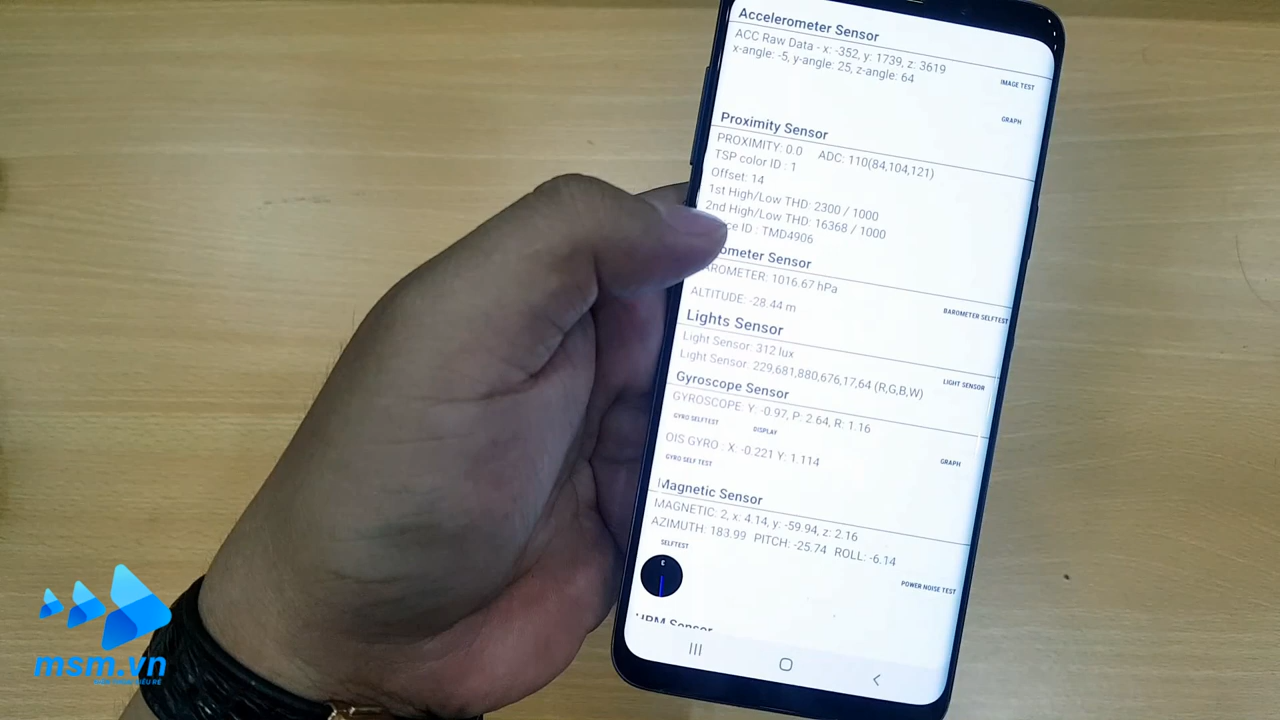 Accelerometer Sensor
ACC Raw Data - x: -352, y: 1739, z: 3619
x-angle: -5, y-angle: 25, z-angle: 64
IMAGE TEST
GRAPH
Proximity Sensor
PROXIMITY: 0.0 ADC: 110(84,104,121)
TSP color ID : 1
Offset: 14
1st High/Low THD: 2300 / 1000
2nd High/Low THD: 16368 / 1000
ce ID : TMD4906
ometer Sensor
AROMETER: 1016.67 hPa
ALTITUDE: -28.44 m
BAROMETER SELFTEST
Lights Sensor
Light Sensor: 312 lux
Light Sensor: 229,681,880,676,17,64 (R,G,B,W)
LIGHT SENSOR
Gyroscope Sensor
GYROSCOPE: Y: -0.97, P: 2.64, R: 1.16
GYRO SELFTEST DISPLAY
OIS GYRO : X: -0.221 Y: 1.114
GYRO SELF TEST
GRAPH
Magnetic Sensor
MAGNETIC: 2, x: 4.14, y: -59.94, z: 2.16
AZIMUTH: 183.99 PITCH: -25.74 ROLL: -6.14
SELFTEST
POWER NOISE TEST
HRM Sensor
msm.vn